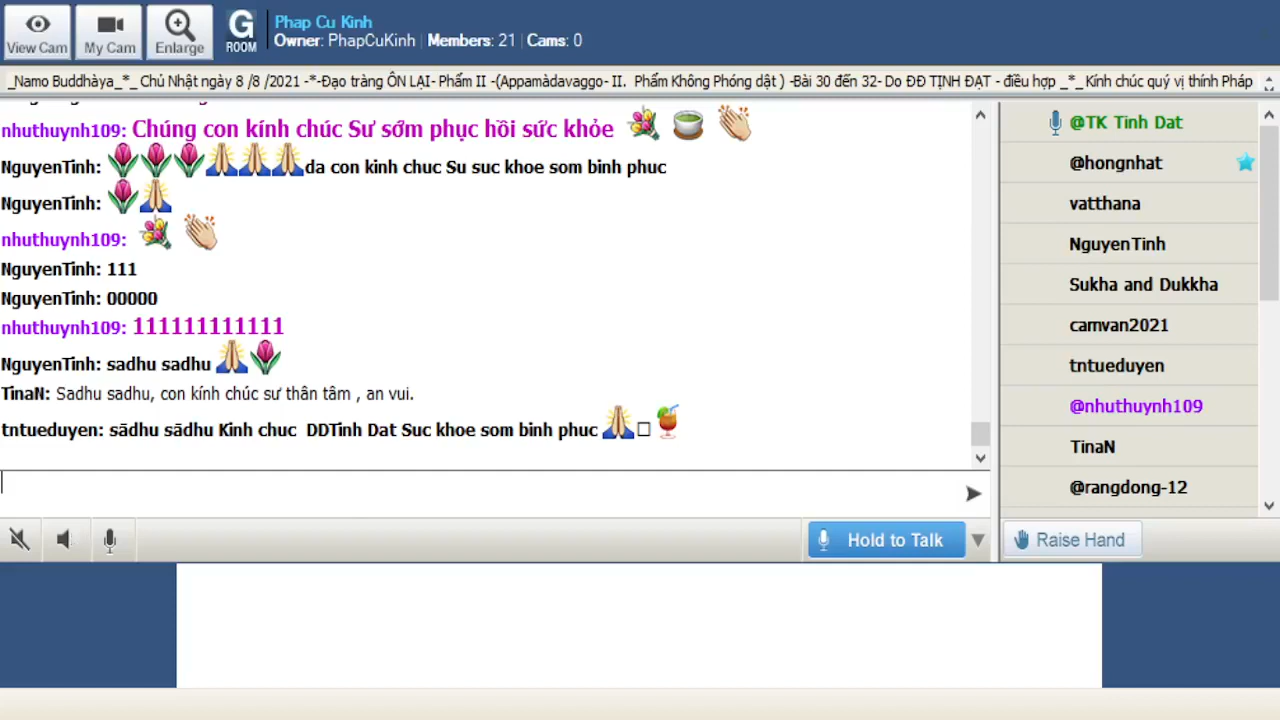 View Cam
My Cam
Enlarge
G
ROOM
Phap Cu Kinh
Owner: PhapCuKinh | Members: 21 | Cams: 0
_Namo Buddhàya_*_ Chủ Nhật ngày 8 /8 /2021 -*-Đạo tràng ÔN LẠI- Phẩm II -(Appamàdavaggo- II. Phẩm Không Phóng dật ) -Bài 30 đến 32- Do ĐĐ TỊNH ĐẠT - điều hợp _*_ Kính chúc quý vị thính Pháp
nhuthuynh109: Chúng con kính chúc Sư sớm phục hồi sức khỏe
NguyenTinh: da con kinh chuc Su suc khoe som binh phuc
NguyenTinh:
nhuthuynh109:
NguyenTinh: 111
NguyenTinh: 00000
nhuthuynh109: 111111111111
NguyenTinh: sadhu sadhu
TinaN: Sadhu sadhu, con kính chúc sư thân tâm , an vui.
tntueduyen: sādhu sādhu Kinh chuc DDTinh Dat Suc khoe som binh phuc
@TK Tinh Dat
@hongnhat
vatthana
NguyenTinh
Sukha and Dukkha
camvan2021
tntueduyen
@nhuthuynh109
TinaN
@rangdong-12
Hold to Talk
Raise Hand